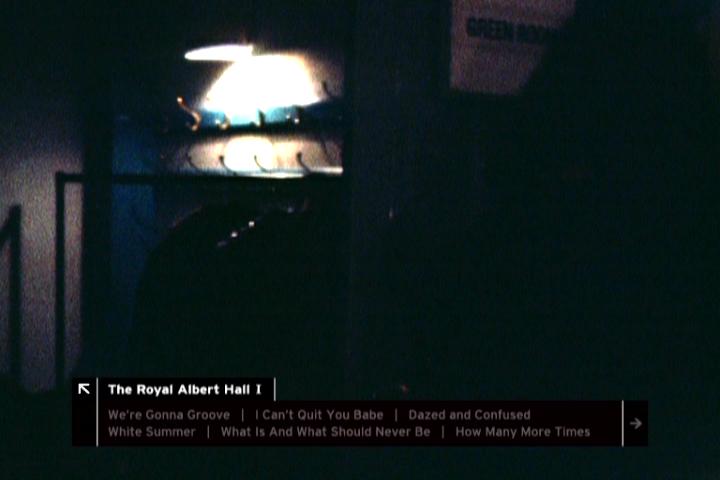 GREEN ROOM
The Royal Albert Hall I
We're Gonna Groove | I Can't Quit You Babe | Dazed and Confused
White Summer | What Is And What Should Never Be | How Many More Times